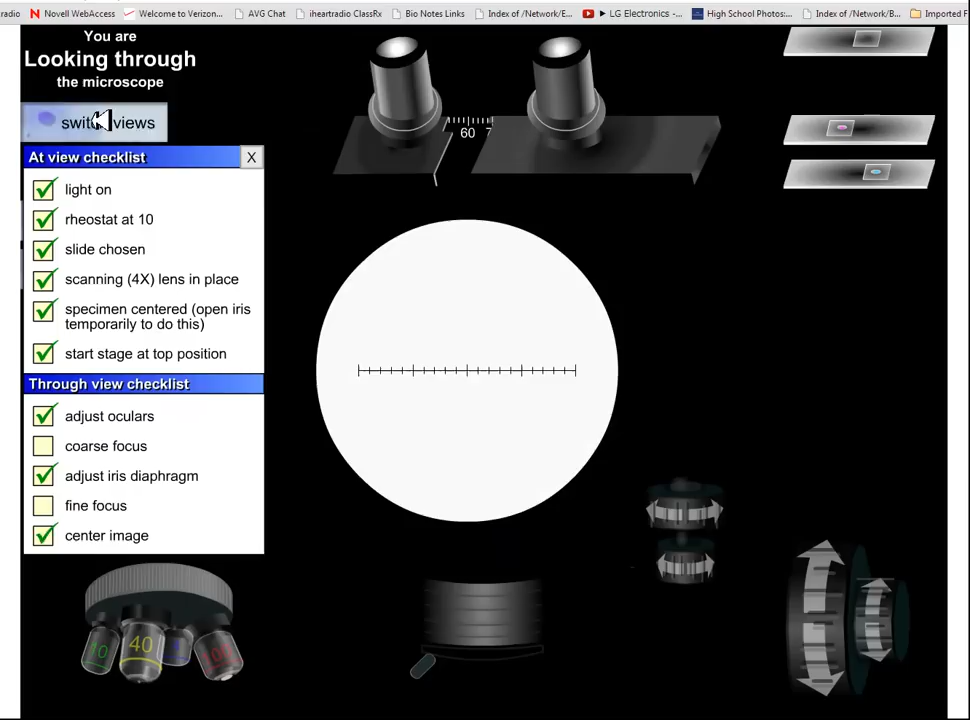 radio Novell WebAccess Welcome to Verizon... AVG Chat iheartradio ClassRx Bio Notes Links Index of /Network/E... LG Electronics -... High School Photos:... Index of /Network/B... Imported F
You are
Looking through
the microscope
switch views
60 7
At view checklist X
light on
rheostat at 10
slide chosen
scanning (4X) lens in place
specimen centered (open iris
temporarily to do this)
start stage at top position
Through view checklist
adjust oculars
coarse focus
adjust iris diaphragm
fine focus
center image
10 40 100